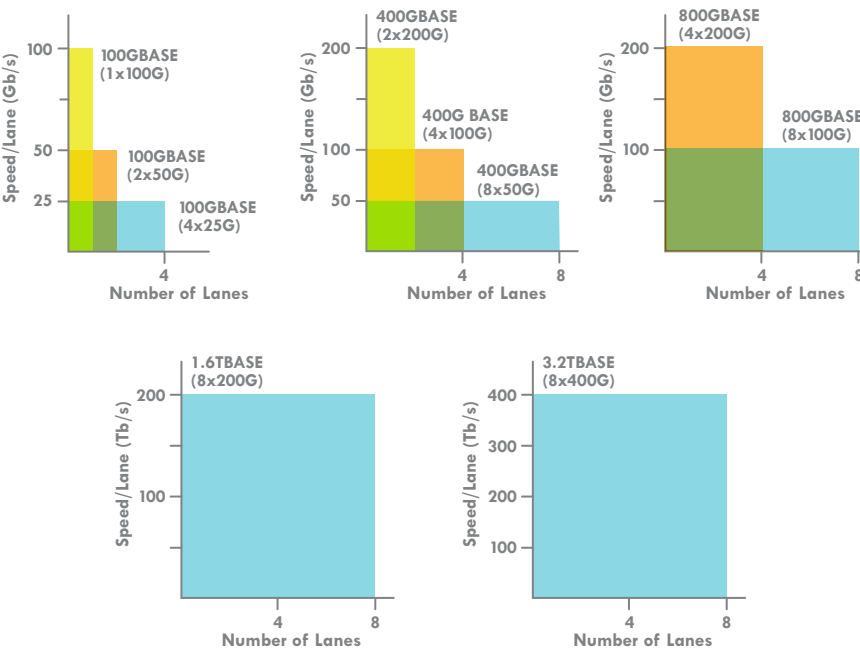 100GBASE
(1x100G)
100GBASE
(2x50G)
100GBASE
(4x25G)
100
50
25
4
Speed/Lane (Gb/s)
Number of Lanes
400GBASE
(2x200G)
400G BASE
(4x100G)
400GBASE
(8x50G)
200
100
50
4
8
Speed/Lane (Gb/s)
Number of Lanes
800GBASE
(4x200G)
800GBASE
(8x100G)
200
100
4
8
Speed/Lane (Gb/s)
Number of Lanes
1.6TBASE
(8x200G)
200
100
4
8
Speed/Lane (Tb/s)
Number of Lanes
3.2TBASE
(8x400G)
400
300
200
100
4
8
Speed/Lane (Tb/s)
Number of Lanes